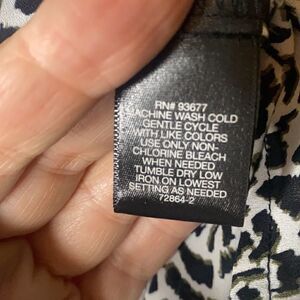 RN# 93677
MACHINE WASH COLD
GENTLE CYCLE
WITH LIKE COLORS
USE ONLY NON-
CHLORINE BLEACH
WHEN NEEDED
TUMBLE DRY LOW
IRON ON LOWEST
SETTING AS NEEDED
72864-2